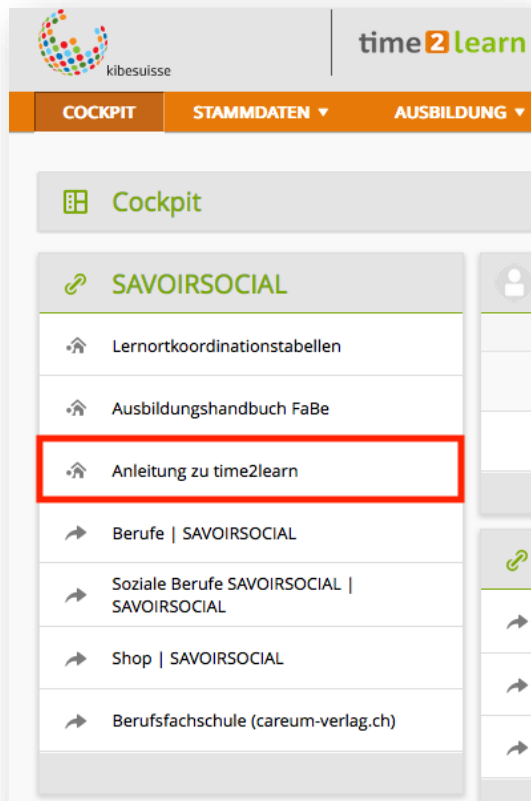 kibesuisse
time2learn
COCKPIT
STAMMDATEN
AUSBILDUNG
Cockpit
SAVOIRSOCIAL
Lernortkoordinationstabellen
Ausbildungshandbuch FaBe
Anleitung zu time2learn
Berufe | SAVOIRSOCIAL
Soziale Berufe SAVOIRSOCIAL |
SAVOIRSOCIAL
Shop | SAVOIRSOCIAL
Berufsfachschule (careum-verlag.ch)